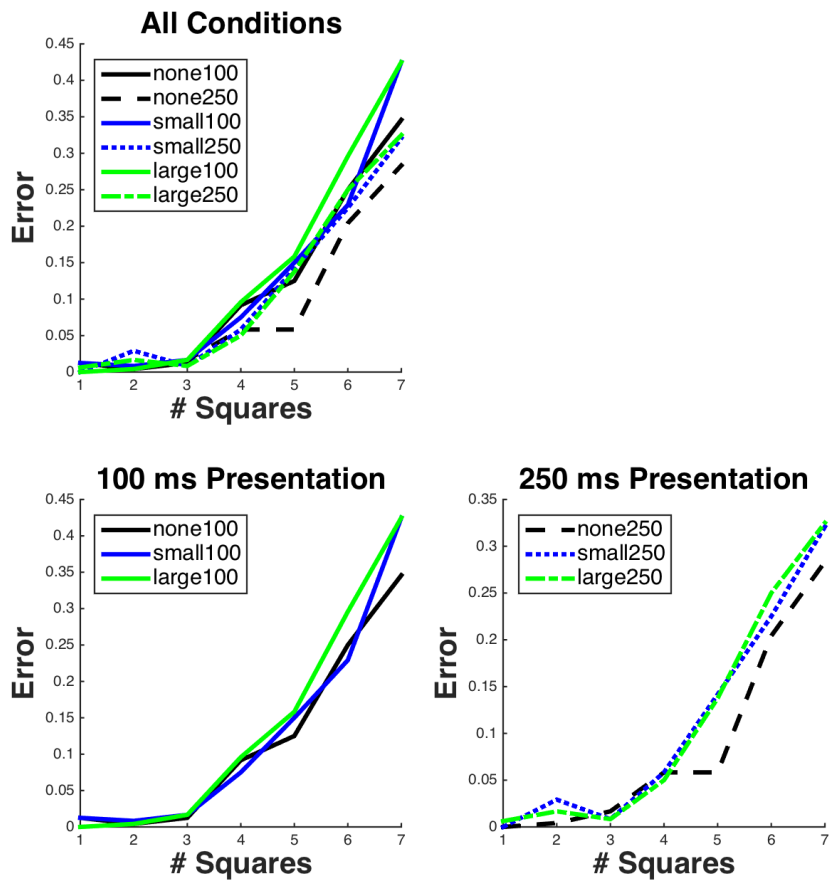 All Conditions
0.45
0.4
0.35
0.3
0.25
0.2
0.15
0.1
0.05
0
Error
none100
none250
small100
small250
large100
large250
1 2 3 4 5 6 7
# Squares
100 ms Presentation
0.45
0.4
0.35
0.3
0.25
0.2
0.15
0.1
0.05
0
Error
none100
small100
large100
1 2 3 4 5 6 7
# Squares
250 ms Presentation
0.35
0.3
0.25
0.2
0.15
0.1
0.05
0
Error
none250
small250
large250
1 2 3 4 5 6 7
# Squares